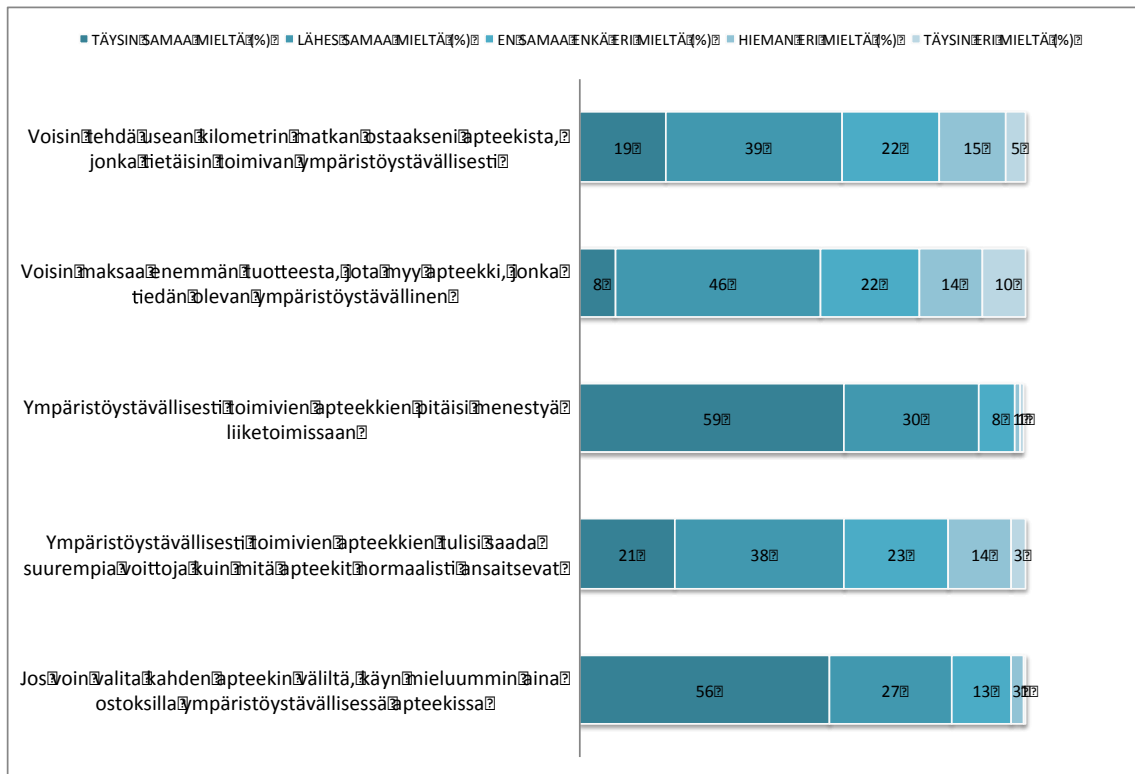 TÄYSIN SAMAA MIELTÄ (%) LÄHES SAMAA MIELTÄ (%) EN SAMAA ENKÄ ERI MIELTÄ (%) HIEMAN ERI MIELTÄ (%) TÄYSIN ERI MIELTÄ (%)
Voisin tehdä usean kilometrin matkan ostaakseni apteekista,
jonka tietäisin toimivan ympäristöystävällisesti
19 39 22 15 5
Voisin maksaa enemmän tuotteesta, jota myy apteekki, jonka
tiedän olevan ympäristöystävällinen
8 46 22 14 10
Ympäristöystävällisesti toimivien apteekkien pitäisi menestyä
liiketoimissaan
59 30 8 1 1
Ympäristöystävällisesti toimivien apteekkien tulisi saada
suurempia voittoja kuin mitä apteekit normaalisti ansaitsevat
21 38 23 14 3
Jos voin valita kahden apteekin väliltä, käyn mieluummin aina
ostoksilla ympäristöystävällisessä apteekissa
56 27 13 3 1